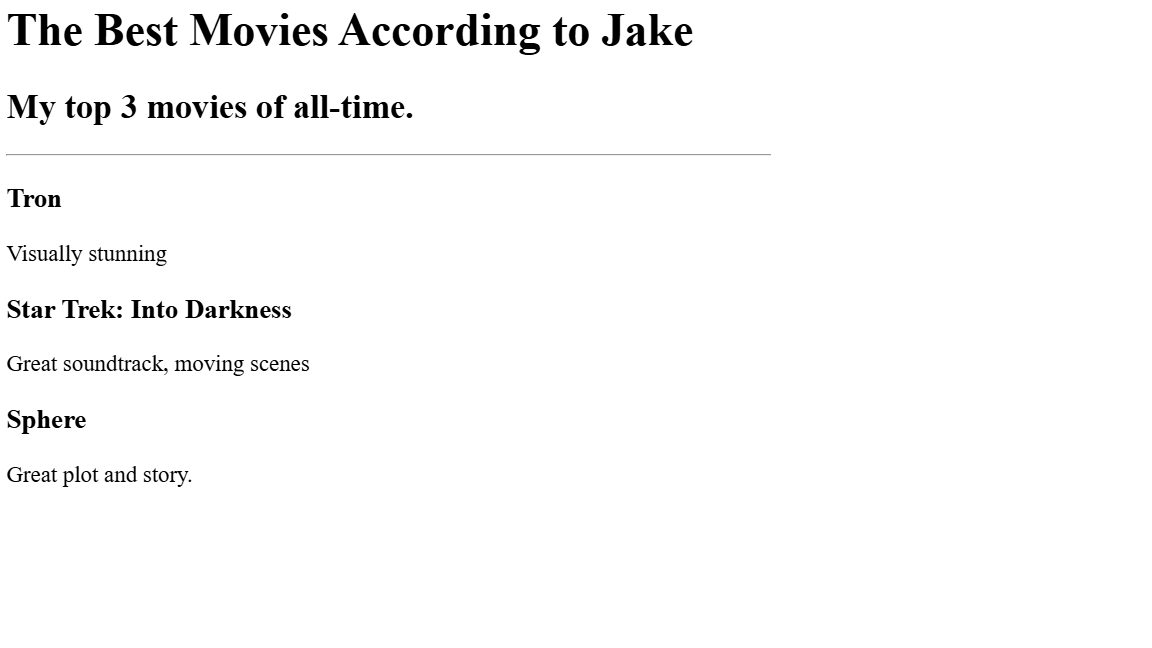 The Best Movies According to Jake
My top 3 movies of all-time.
Tron
Visually stunning
Star Trek: Into Darkness
Great soundtrack, moving scenes
Sphere
Great plot and story.